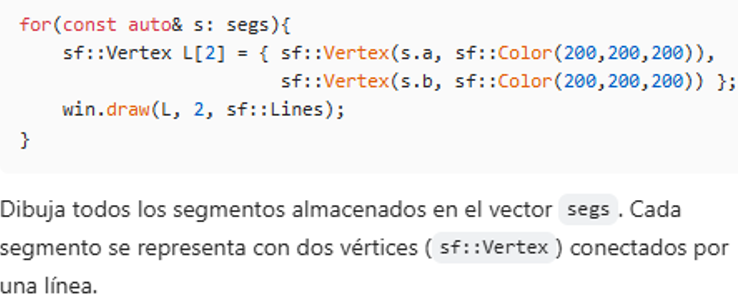 for(const auto& s: segs){
    sf::Vertex L[2] = { sf::Vertex(s.a, sf::Color(200,200,200)),
                        sf::Vertex(s.b, sf::Color(200,200,200)) };
    win.draw(L, 2, sf::Lines);
}
Dibuja todos los segmentos almacenados en el vector segs. Cada
segmento se representa con dos vértices (sf::Vertex) conectados por
una línea.